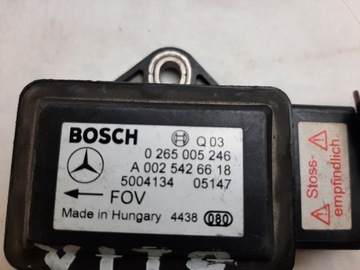 BOSCH Q 03
0 265 005 246
A 002 542 66 18
5004134 05147
← FOV
Made in Hungary 4438 080
Stoss-
empfindlich